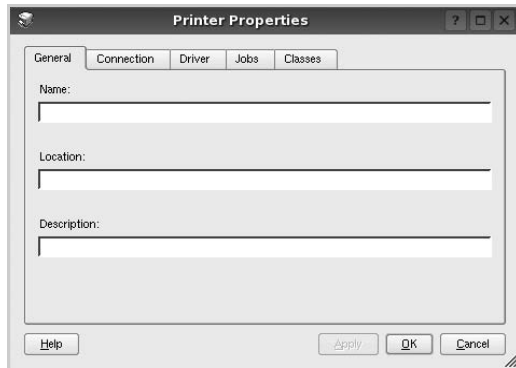 Printer Properties
General Connection Driver Jobs Classes
Name:
Location:
Description:
Help Apply OK Cancel